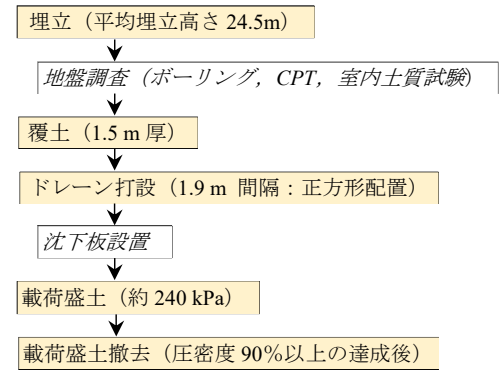 埋立（平均埋立高さ 24.5m）
地盤調査（ボーリング，CPT，室内土質試験）
覆土（1.5 m 厚）
ドレーン打設（1.9 m 間隔：正方形配置）
沈下板設置
載荷盛土（約 240 kPa）
載荷盛土撤去（圧密度 90%以上の達成後）